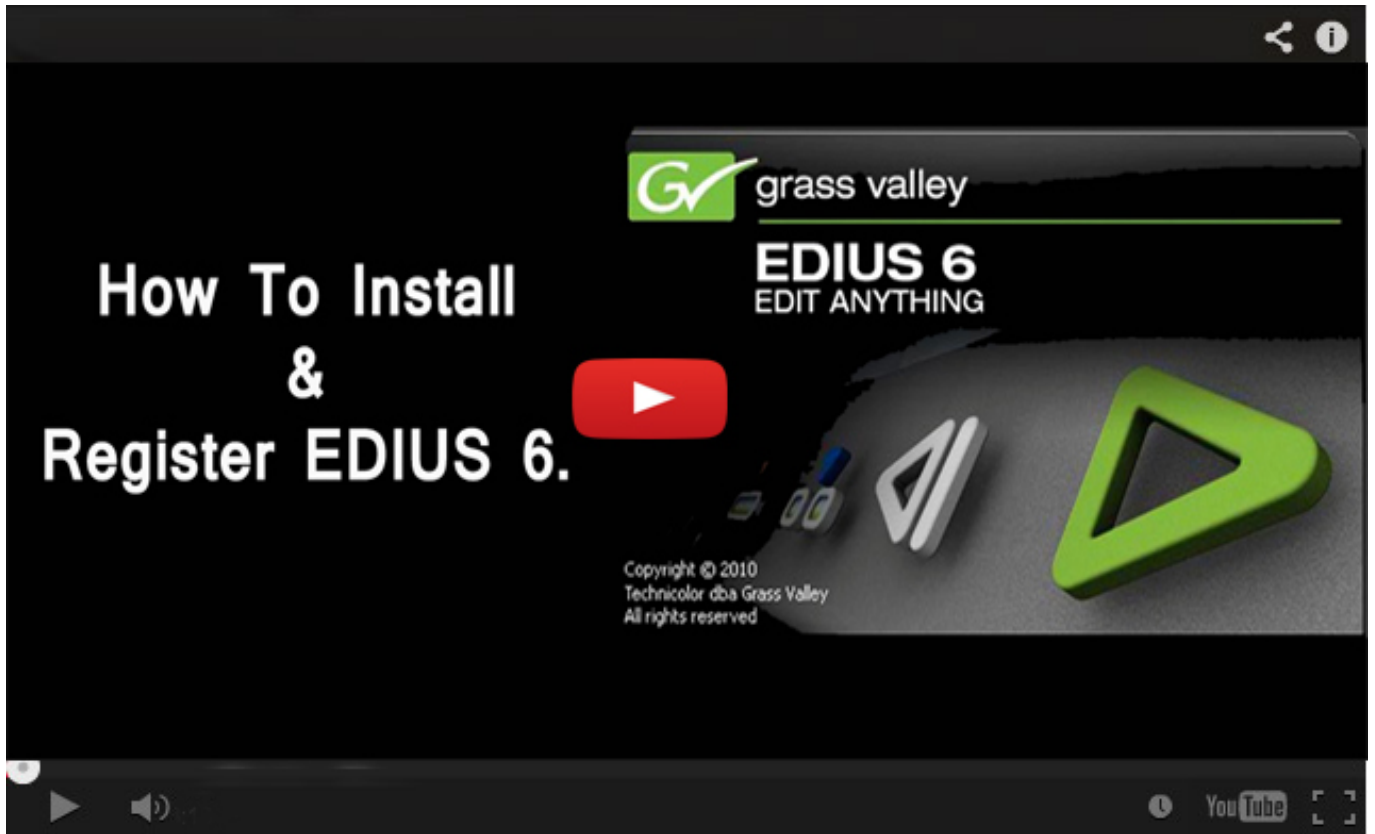 How To Install
&
Register EDIUS 6.
GV grass valley
EDIUS 6
EDIT ANYTHING
Copyright © 2010
Technicolor dba Grass Valley
All rights reserved
YouTube